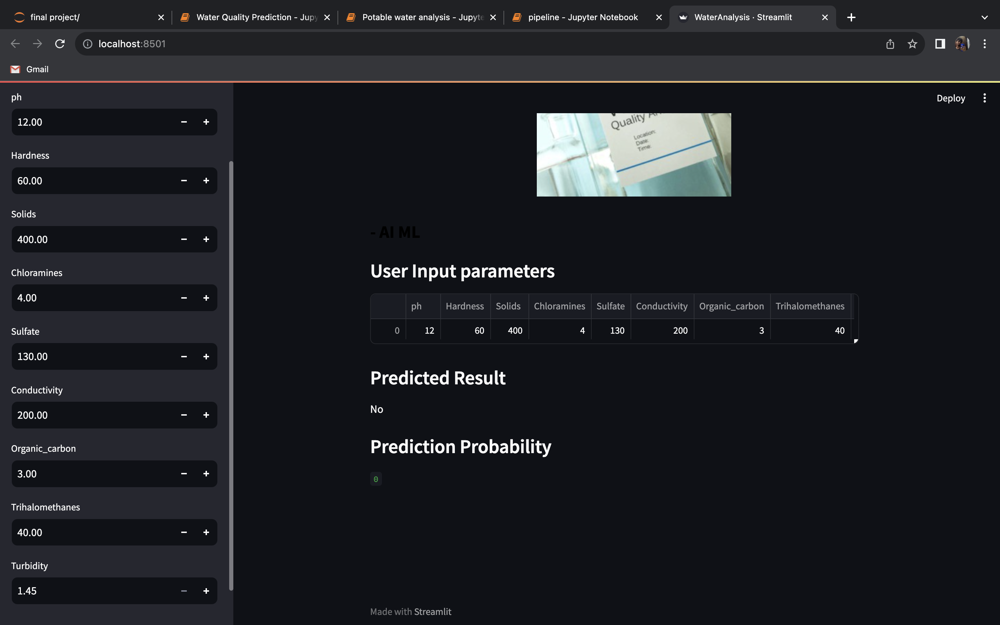 final project/
Water Quality Prediction - Jupy
Potable water analysis - Jupyte
pipeline - Jupyter Notebook
WaterAnalysis · Streamlit
localhost:8501
Gmail
ph
12.00
Hardness
60.00
Solids
400.00
Chloramines
4.00
Sulfate
130.00
Conductivity
200.00
Organic_carbon
3.00
Trihalomethanes
40.00
Turbidity
1.45
Deploy
Quality
Location:
Date:
Time:
- AI ML
User Input parameters
ph Hardness Solids Chloramines Sulfate Conductivity Organic_carbon Trihalomethanes
0 12 60 400 4 130 200 3 40
Predicted Result
No
Prediction Probability
0
Made with Streamlit